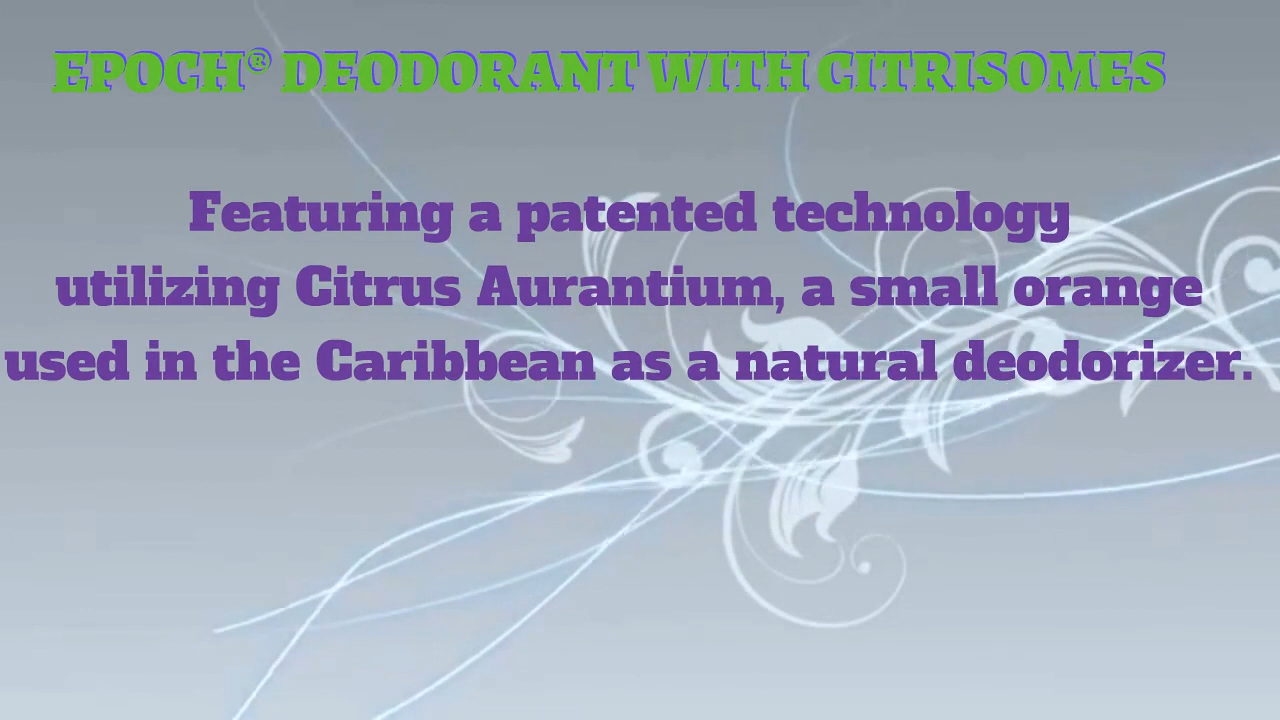 EPOCH® DEODORANT WITH CITRISOMES
Featuring a patented technology
utilizing Citrus Aurantium, a small orange
used in the Caribbean as a natural deodorizer.